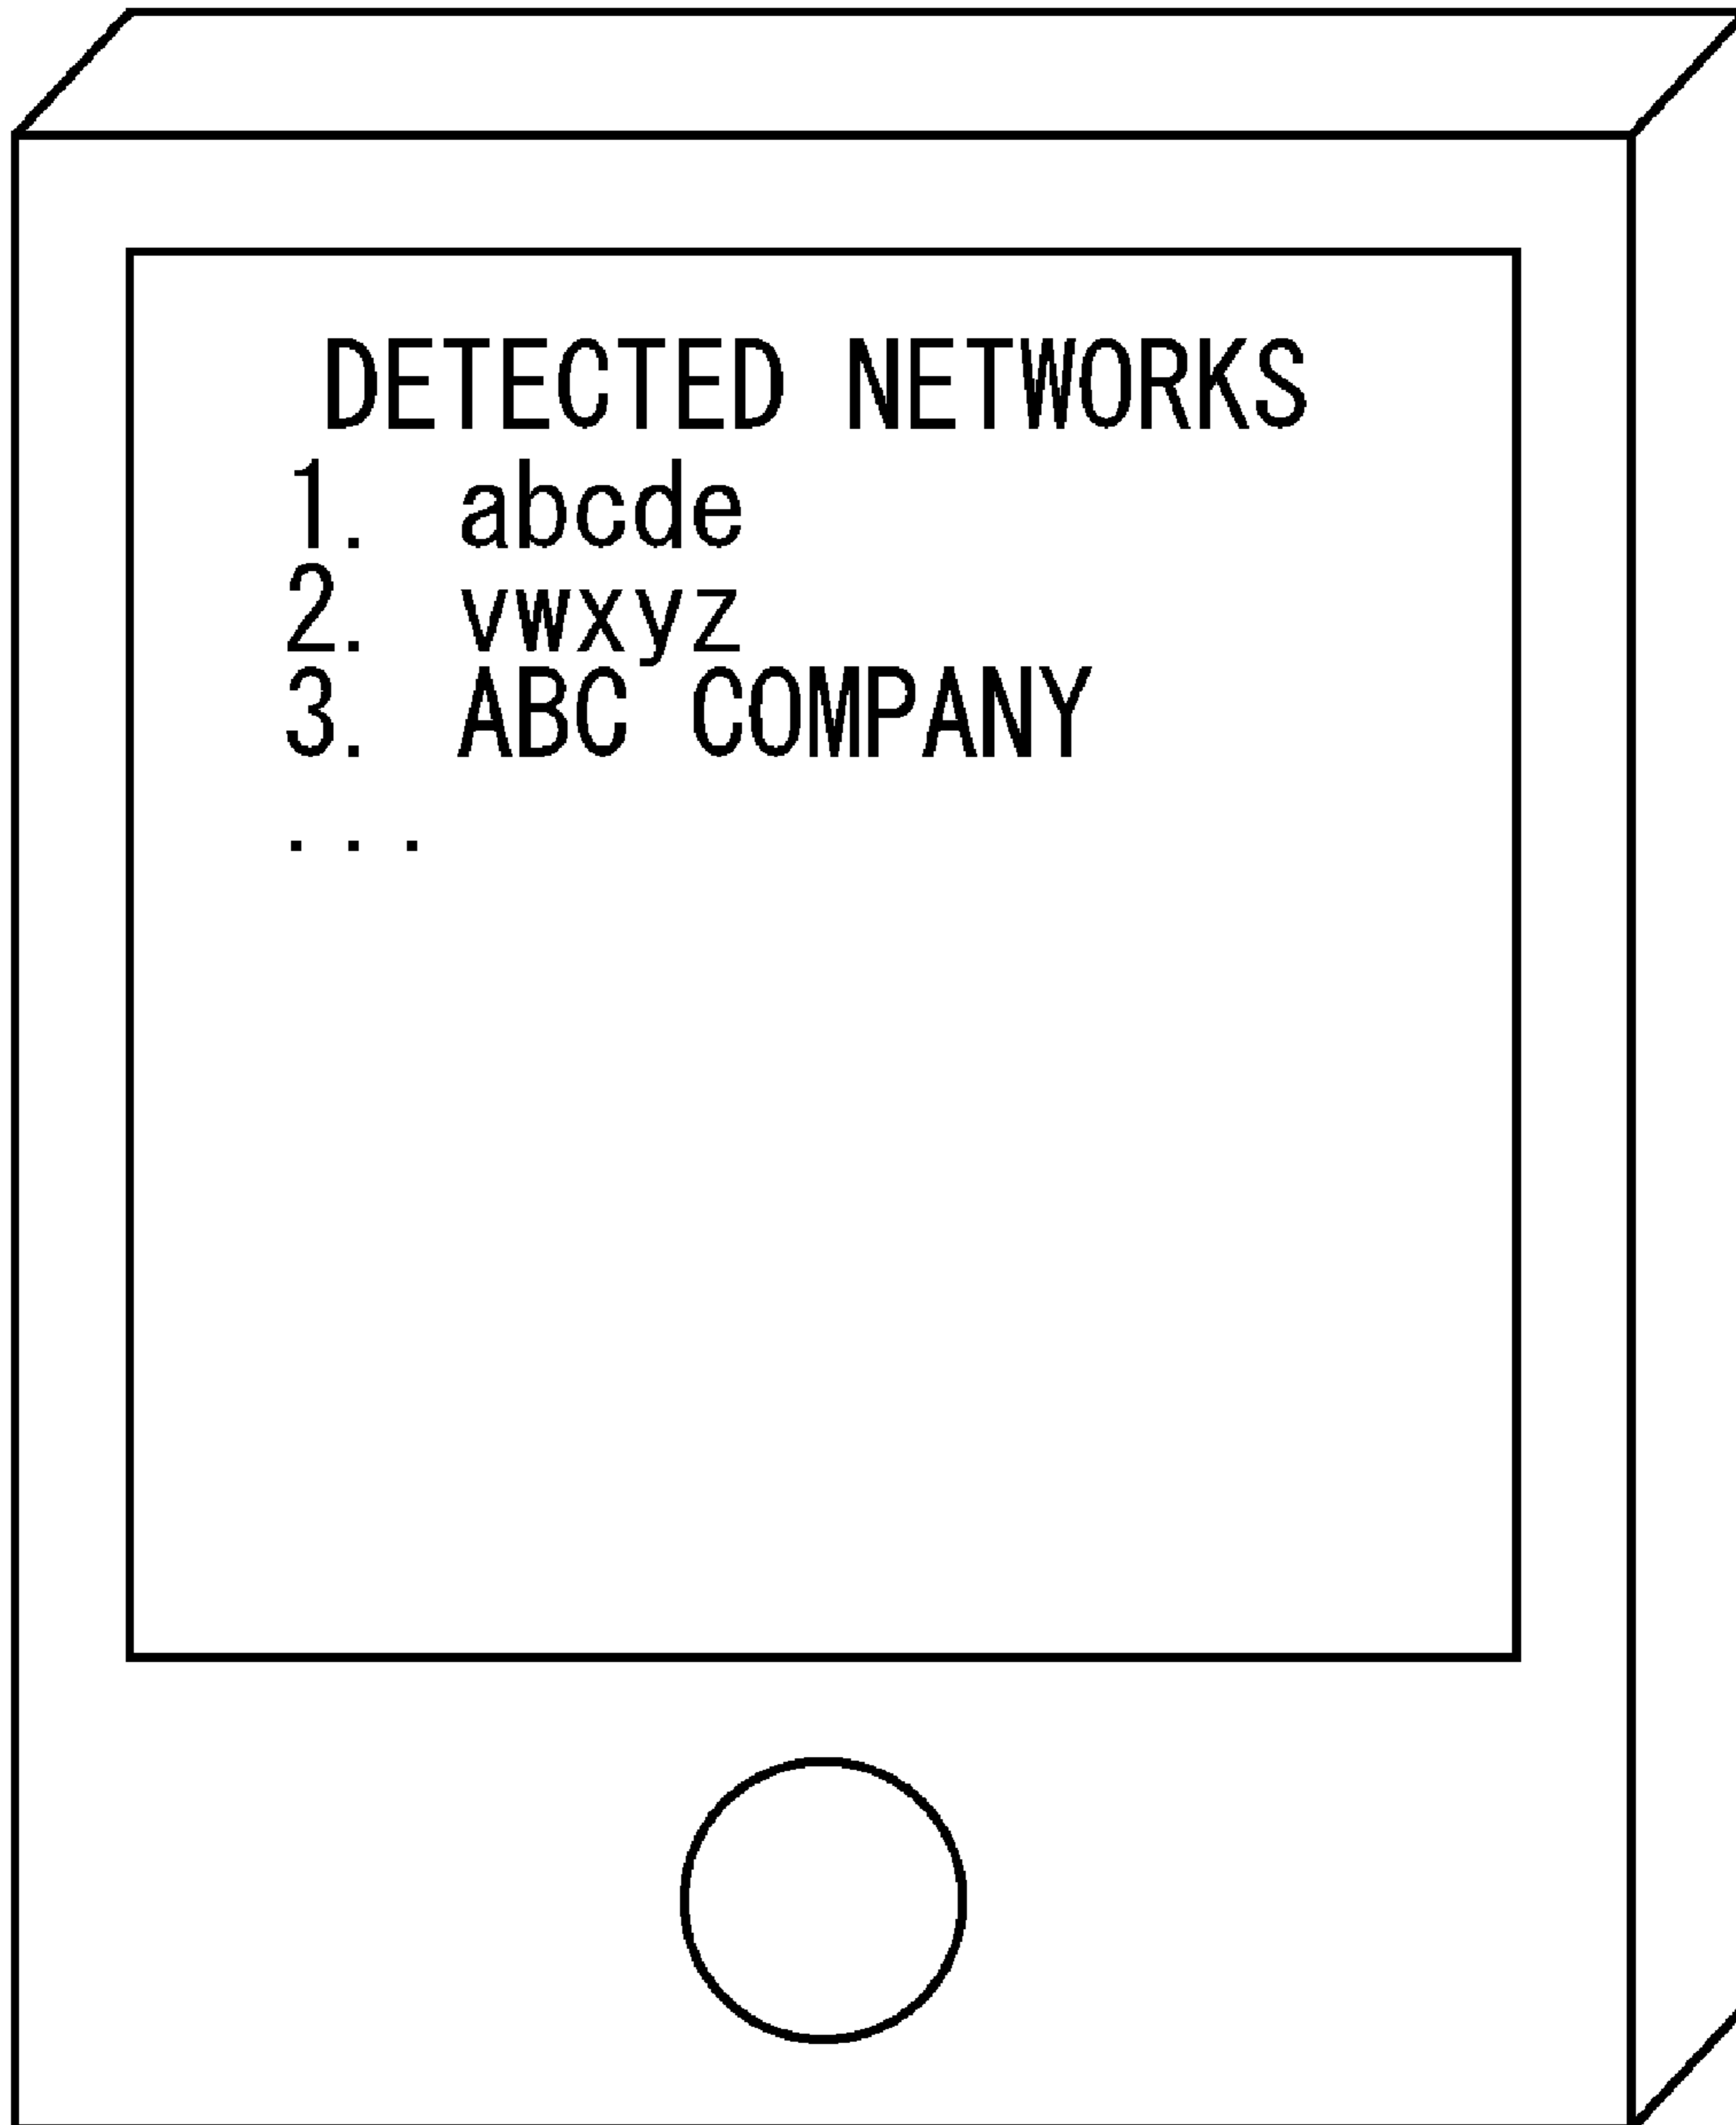 DETECTED NETWORKS
1. abcde
2. vwxyz
3. ABC COMPANY
...